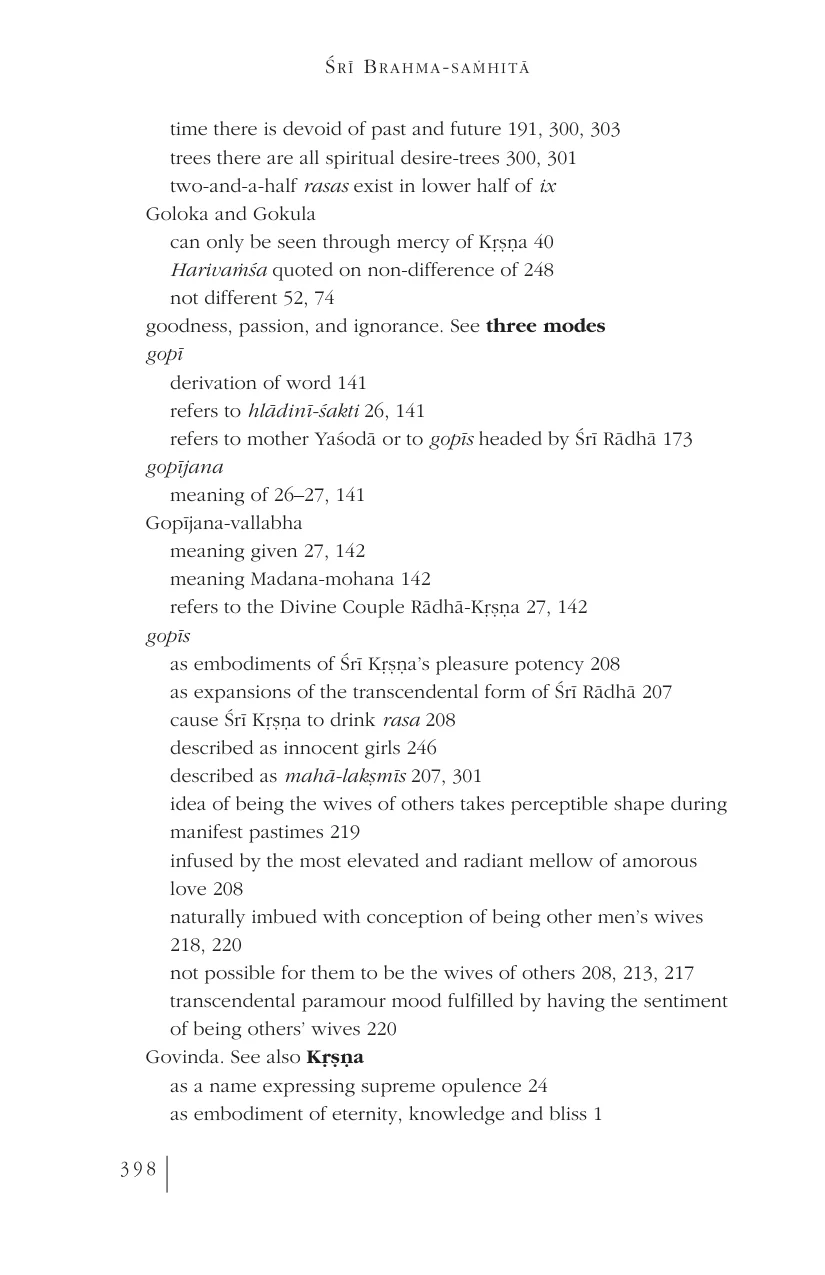 ŚRĪ BRAHMA-SAṀHITĀ
time there is devoid of past and future 191, 300, 303
trees there are all spiritual desire-trees 300, 301
two-and-a-half rasas exist in lower half of ix
Goloka and Gokula
can only be seen through mercy of Kṛṣṇa 40
Harivaṁśa quoted on non-difference of 248
not different 52, 74
goodness, passion, and ignorance. See three modes
gopī
derivation of word 141
refers to hlādinī-śakti 26, 141
refers to mother Yaśodā or to gopīs headed by Śrī Rādhā 173
gopījana
meaning of 26–27, 141
Gopījana-vallabha
meaning given 27, 142
meaning Madana-mohana 142
refers to the Divine Couple Rādhā-Kṛṣṇa 27, 142
gopīs
as embodiments of Śrī Kṛṣṇa’s pleasure potency 208
as expansions of the transcendental form of Śrī Rādhā 207
cause Śrī Kṛṣṇa to drink rasa 208
described as innocent girls 246
described as mahā-lakṣmīs 207, 301
idea of being the wives of others takes perceptible shape during
manifest pastimes 219
infused by the most elevated and radiant mellow of amorous
love 208
naturally imbued with conception of being other men’s wives
218, 220
not possible for them to be the wives of others 208, 213, 217
transcendental paramour mood fulfilled by having the sentiment
of being others’ wives 220
Govinda. See also Kṛṣṇa
as a name expressing supreme opulence 24
as embodiment of eternity, knowledge and bliss 1
398